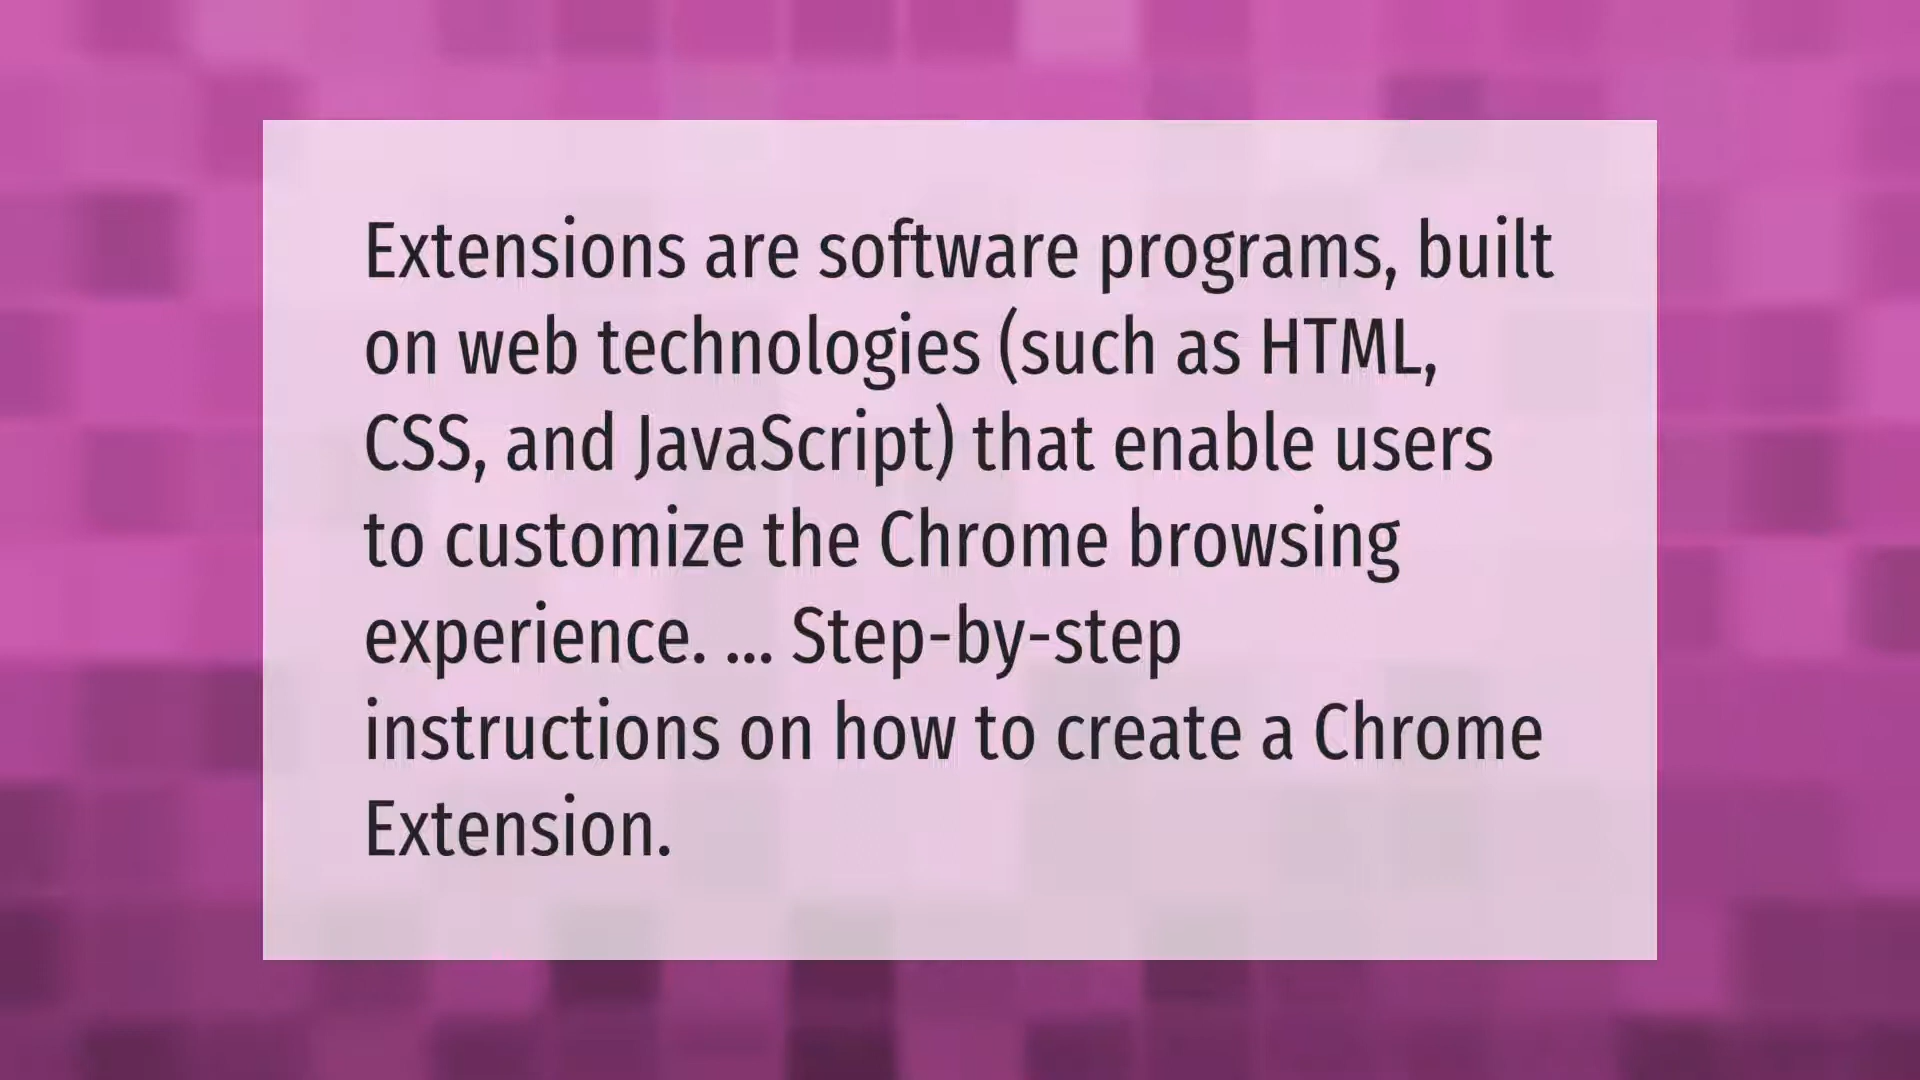 Extensions are software programs, built
on web technologies (such as HTML,
CSS, and JavaScript) that enable users
to customize the Chrome browsing
experience. ... Step-by-step
instructions on how to create a Chrome
Extension.